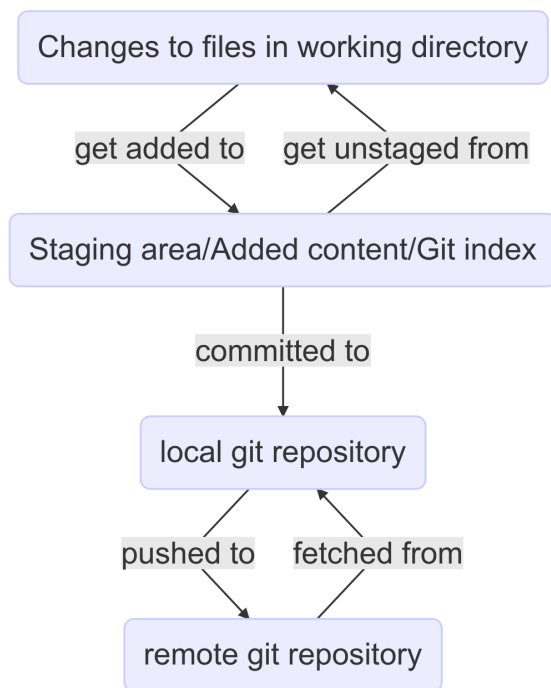 Changes to files in working directory
get added to
get unstaged from
Staging area/Added content/Git index
committed to
local git repository
pushed to
fetched from
remote git repository